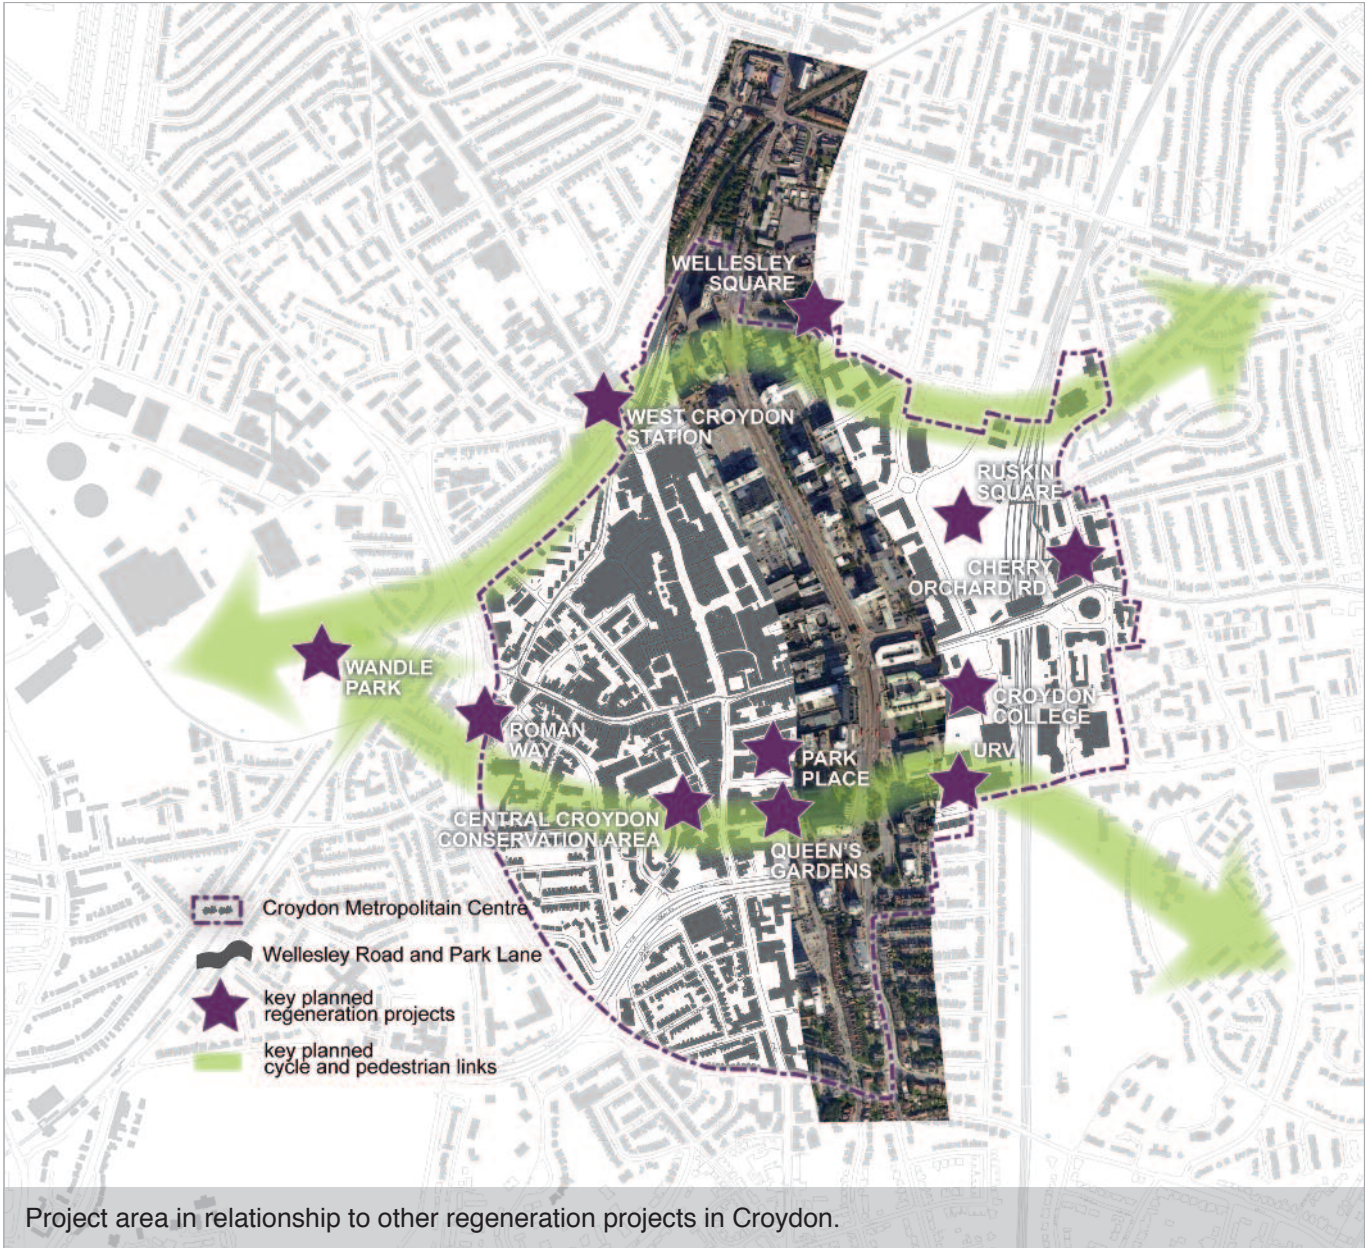 WELLESLEY
SQUARE
WEST CROYDON
STATION
RUSKIN
SQUARE
CHERRY
ORCHARD RD
WANDLE
PARK
CROYDON
COLLEGE
ROMAN
WAY
URV
PARK
PLACE
CENTRAL CROYDON
CONSERVATION AREA
QUEEN'S
GARDENS
Croydon Metropolitain Centre
Wellesley Road and Park Lane
key planned
regeneration projects
key planned
cycle and pedestrian links
Project area in relationship to other regeneration projects in Croydon.